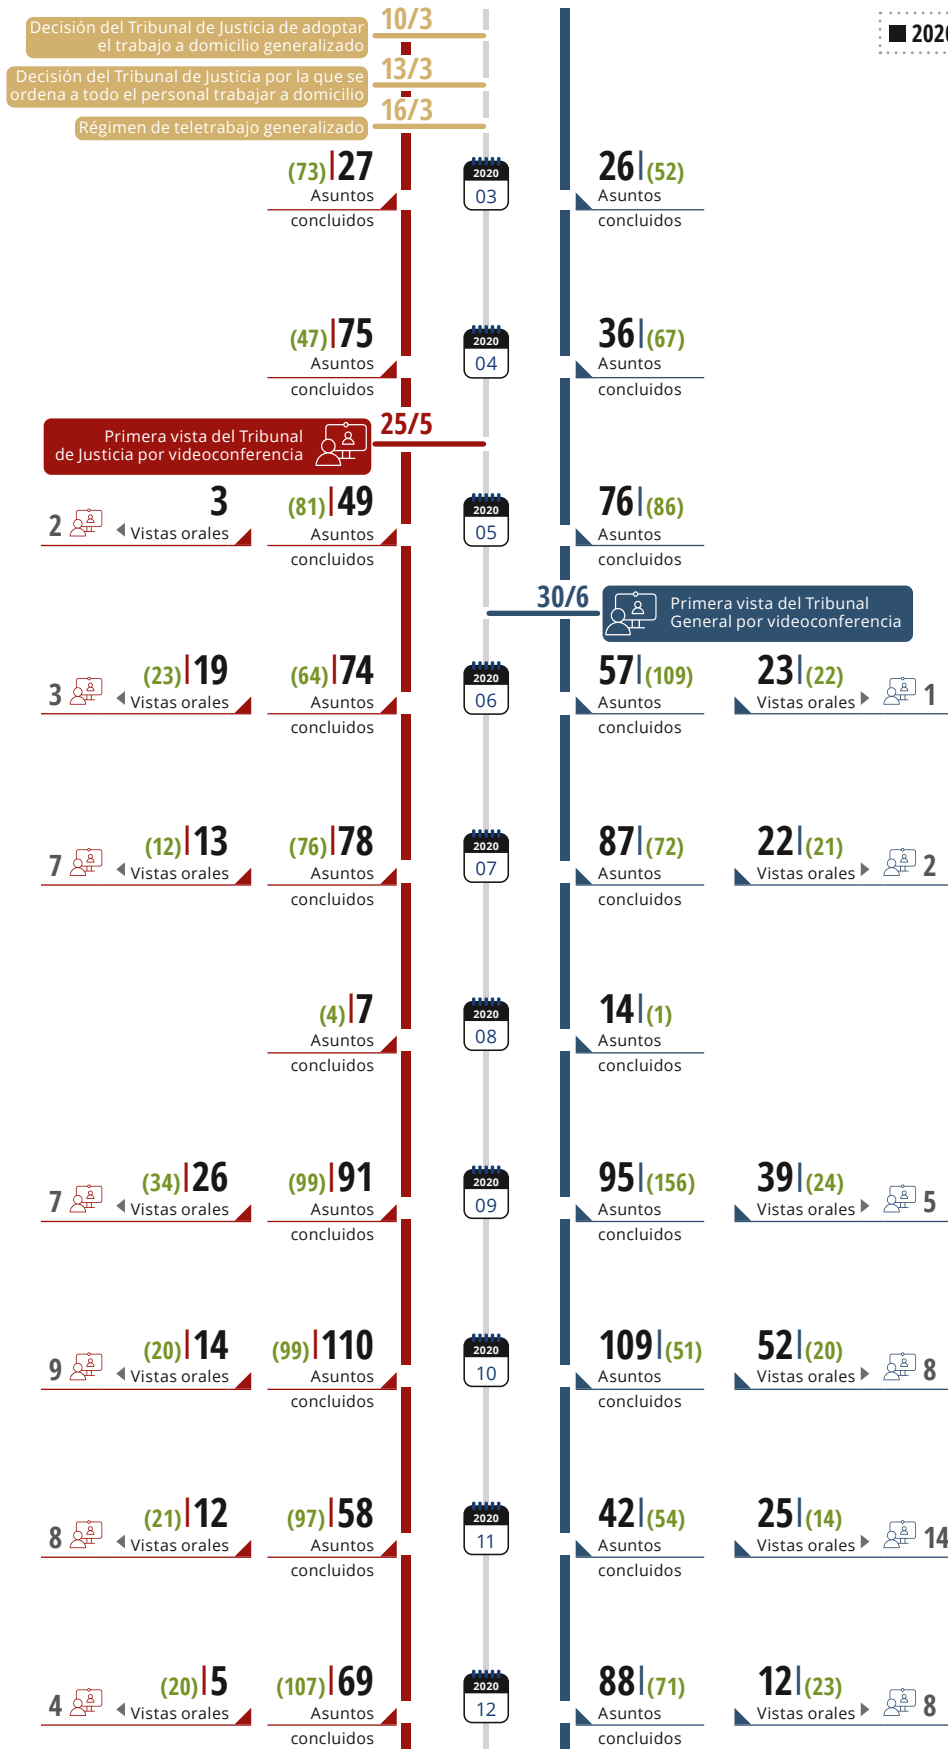 Decisión del Tribunal de Justicia de adoptar
el trabajo a domicilio generalizado
10/3
2020
Decisión del Tribunal de Justicia por la que se
ordena a todo el personal trabajar a domicilio
13/3
Régimen de teletrabajo generalizado
16/3
(73) 27
Asuntos
concluidos
2020
03
26 (52)
Asuntos
concluidos
(47) 75
Asuntos
concluidos
2020
04
36 (67)
Asuntos
concluidos
Primera vista del Tribunal
de Justicia por videoconferencia
25/5
2
3
Vistas orales
(81) 49
Asuntos
concluidos
2020
05
76 (86)
Asuntos
concluidos
30/6
Primera vista del Tribunal
General por videoconferencia
3
(23) 19
Vistas orales
(64) 74
Asuntos
concluidos
2020
06
57 (109)
Asuntos
concluidos
23 (22)
Vistas orales
1
7
(12) 13
Vistas orales
(76) 78
Asuntos
concluidos
2020
07
87 (72)
Asuntos
concluidos
22 (21)
Vistas orales
2
(4) 7
Asuntos
concluidos
2020
08
14 (1)
Asuntos
concluidos
7
(34) 26
Vistas orales
(99) 91
Asuntos
concluidos
2020
09
95 (156)
Asuntos
concluidos
39 (24)
Vistas orales
5
9
(20) 14
Vistas orales
(99) 110
Asuntos
concluidos
2020
10
109 (51)
Asuntos
concluidos
52 (20)
Vistas orales
8
8
(21) 12
Vistas orales
(97) 58
Asuntos
concluidos
2020
11
42 (54)
Asuntos
concluidos
25 (14)
Vistas orales
14
4
(20) 5
Vistas orales
(107) 69
Asuntos
concluidos
2020
12
88 (71)
Asuntos
concluidos
12 (23)
Vistas orales
8